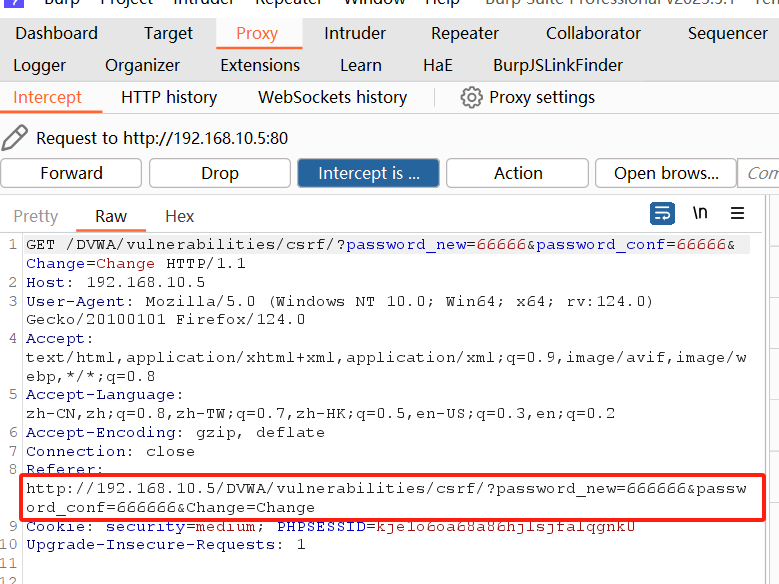 Burp Project Intruder Repeater Window Help Burp Suite Professional
Dashboard Target Proxy Intruder Repeater Collaborator Sequencer
Logger Organizer Extensions Learn HaE BurpJSLinkFinder
Intercept HTTP history WebSockets history Proxy settings
Request to http://192.168.10.5:80
Forward Drop Intercept is ... Action Open brows... Com
Pretty Raw Hex \n
1 GET /DVWA/vulnerabilities/csrf/?password_new=66666&password_conf=66666&
Change=Change HTTP/1.1
2 Host: 192.168.10.5
3 User-Agent: Mozilla/5.0 (Windows NT 10.0; Win64; x64; rv:124.0)
Gecko/20100101 Firefox/124.0
4 Accept:
text/html,application/xhtml+xml,application/xml;q=0.9,image/avif,image/w
ebp,*/*;q=0.8
5 Accept-Language:
zh-CN,zh;q=0.8,zh-TW;q=0.7,zh-HK;q=0.5,en-US;q=0.3,en;q=0.2
6 Accept-Encoding: gzip, deflate
7 Connection: close
8 Referer:
http://192.168.10.5/DVWA/vulnerabilities/csrf/?password_new=666666&passw
ord_conf=666666&Change=Change
9 Cookie: security=medium; PHPSESSID=
10 Upgrade-Insecure-Requests: 1
11
12